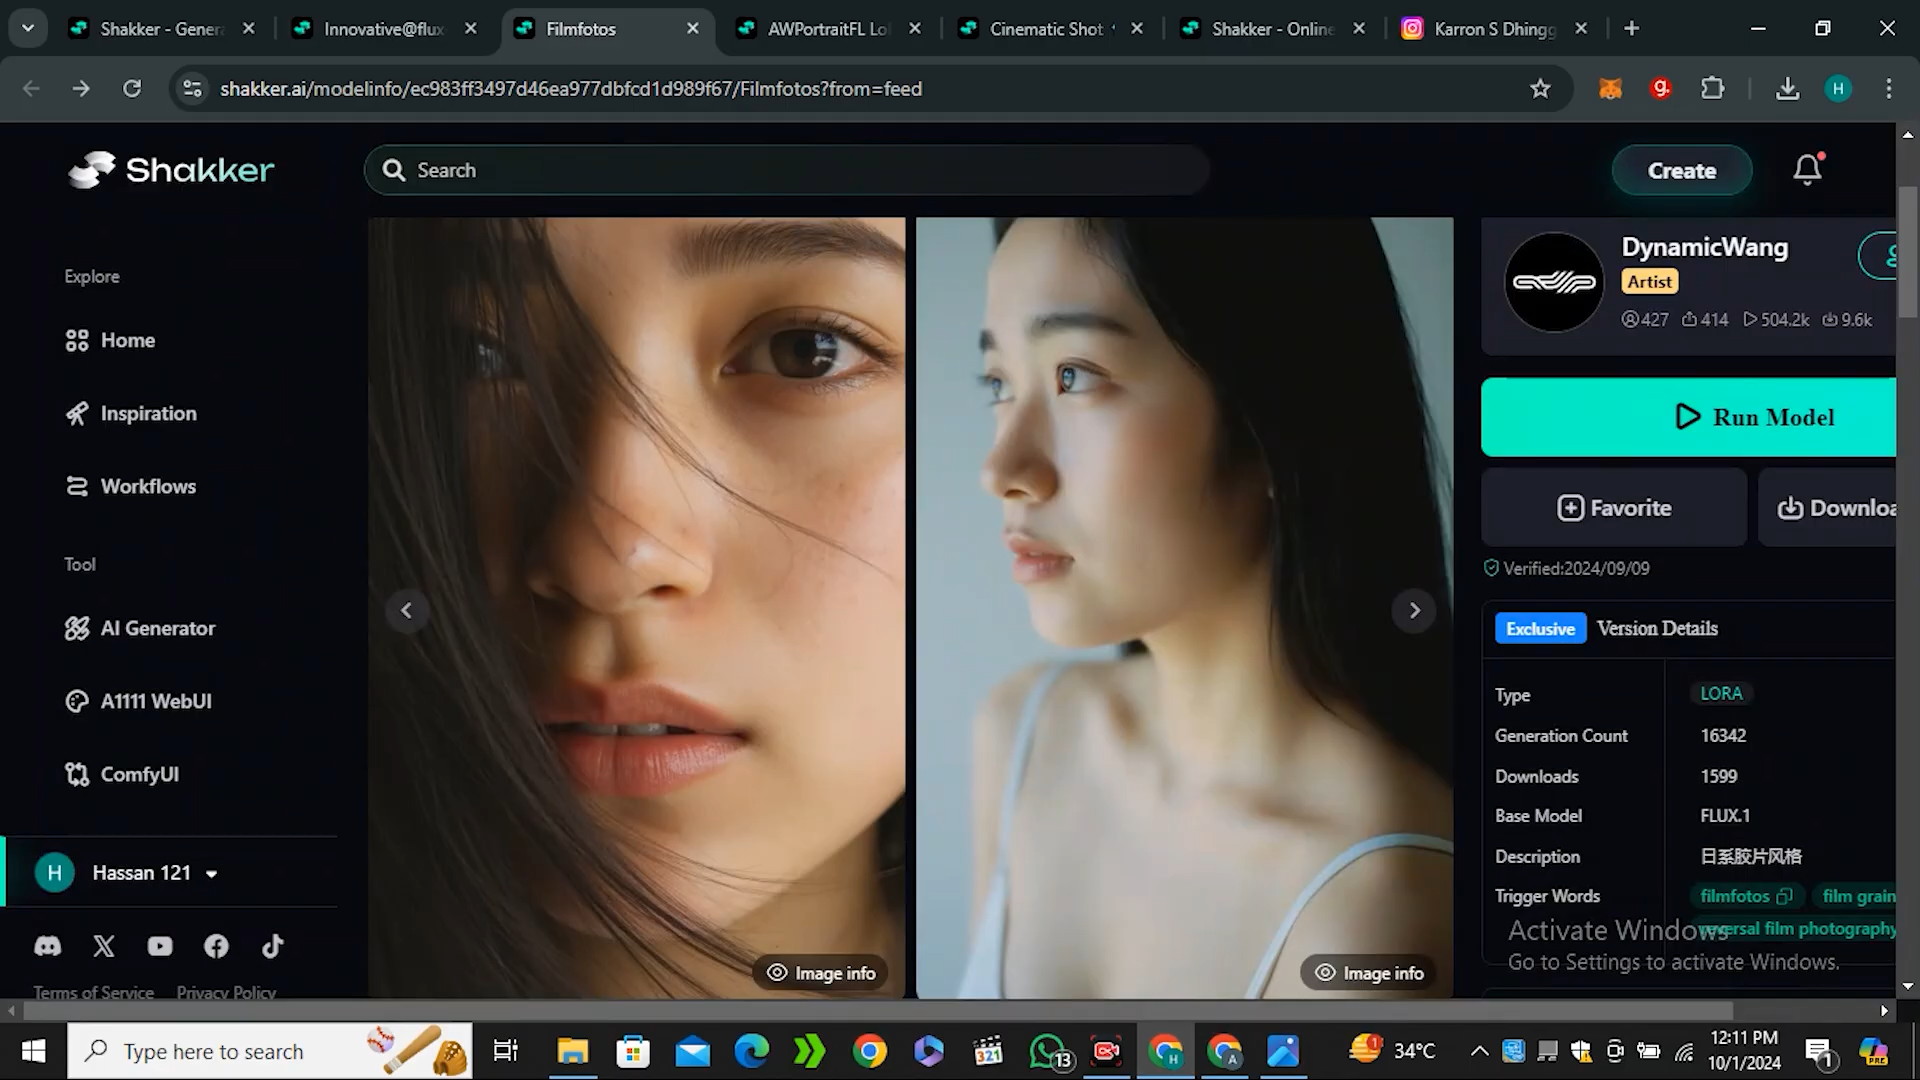 Shakker - Gener
Innovative@flux
Filmfotos
AWPortraitFL Lo
Cinematic Shot
Shakker - Online
Karron S Dhingg
shakker.ai/modelinfo/ec983ff3497d46ea977dbfcd1d989f67/Filmfotos?from=feed
g.
H
Shakker
Search
Create
Explore
Home
Inspiration
Workflows
Tool
AI Generator
A1111 WebUI
ComfyUI
H
Hassan 121
Terms of Service Privacy Policy
Image info
Image info
DynamicWang
Artist
427 414 504.2k 9.6k
Run Model
Favorite
Downloa
Verified:2024/09/09
Exclusive Version Details
Type LORA
Generation Count 16342
Downloads 1599
Base Model FLUX.1
Description 日系胶片风格
Trigger Words filmfotos film grain
reversal film photography
Activate Windows
Go to Settings to activate Windows.
Type here to search
321
13
H
A
1
34°C
12:11 PM
10/1/2024
1
PRE